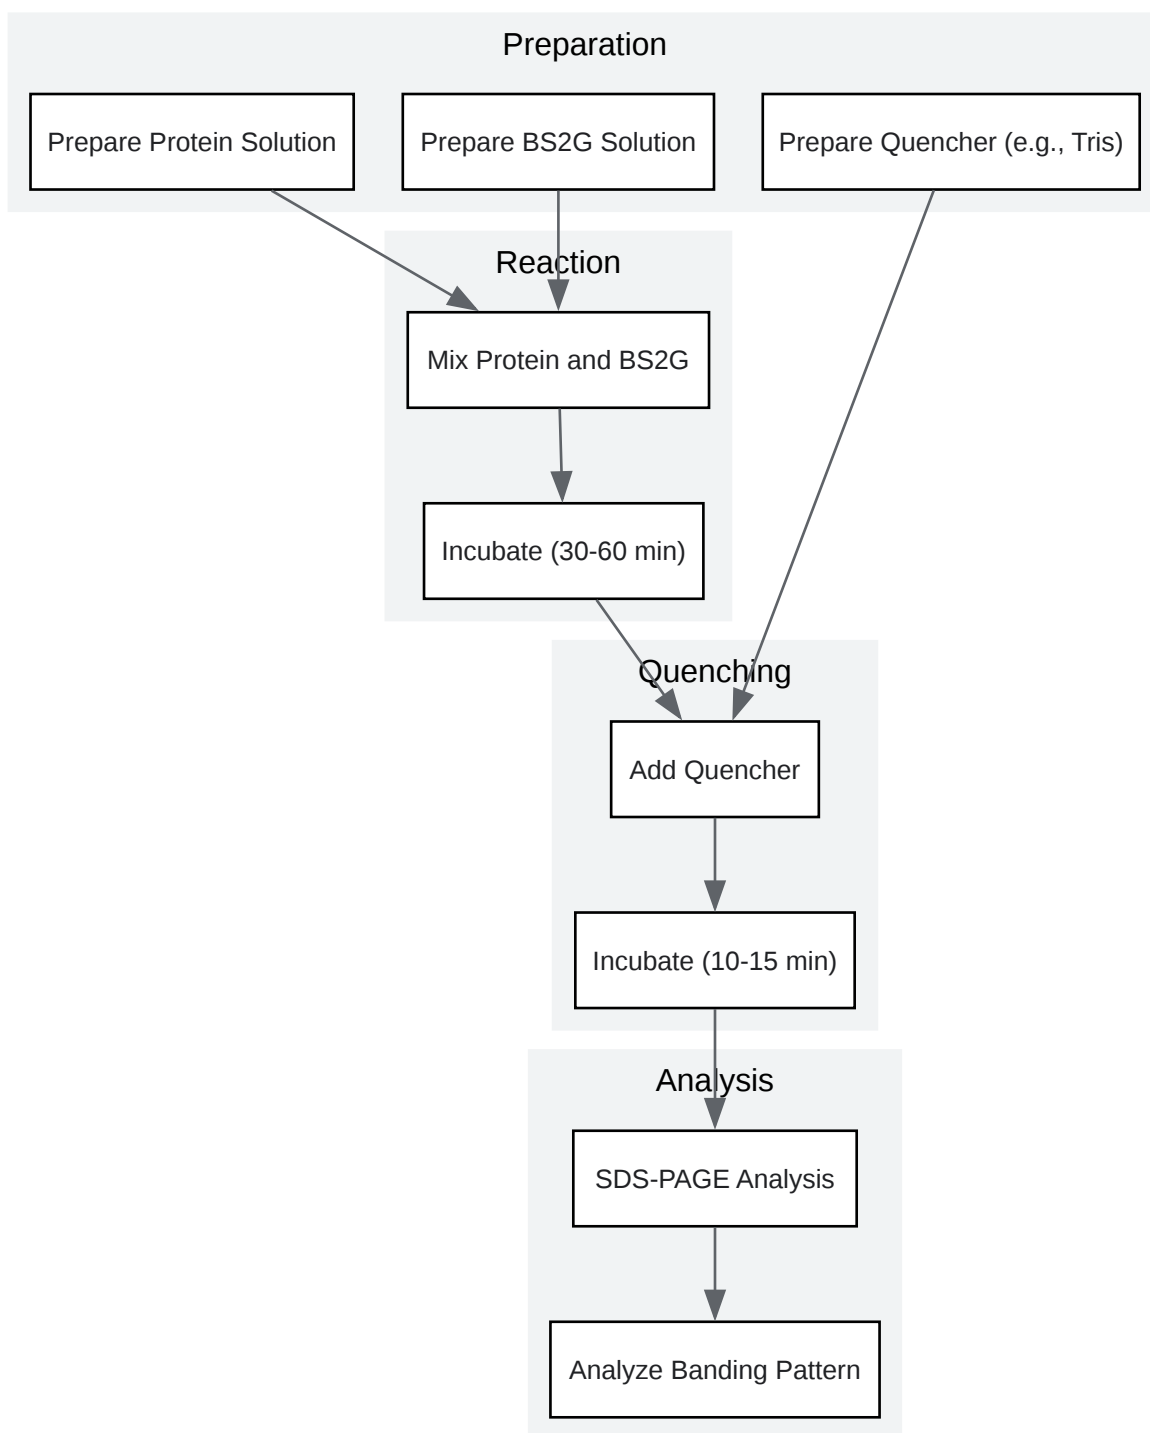 Preparation
Prepare Protein Solution
Prepare BS2G Solution
Prepare Quencher (e.g., Tris)
Reaction
Mix Protein and BS2G
Incubate (30-60 min)
Quenching
Add Quencher
Incubate (10-15 min)
Analysis
SDS-PAGE Analysis
Analyze Banding Pattern